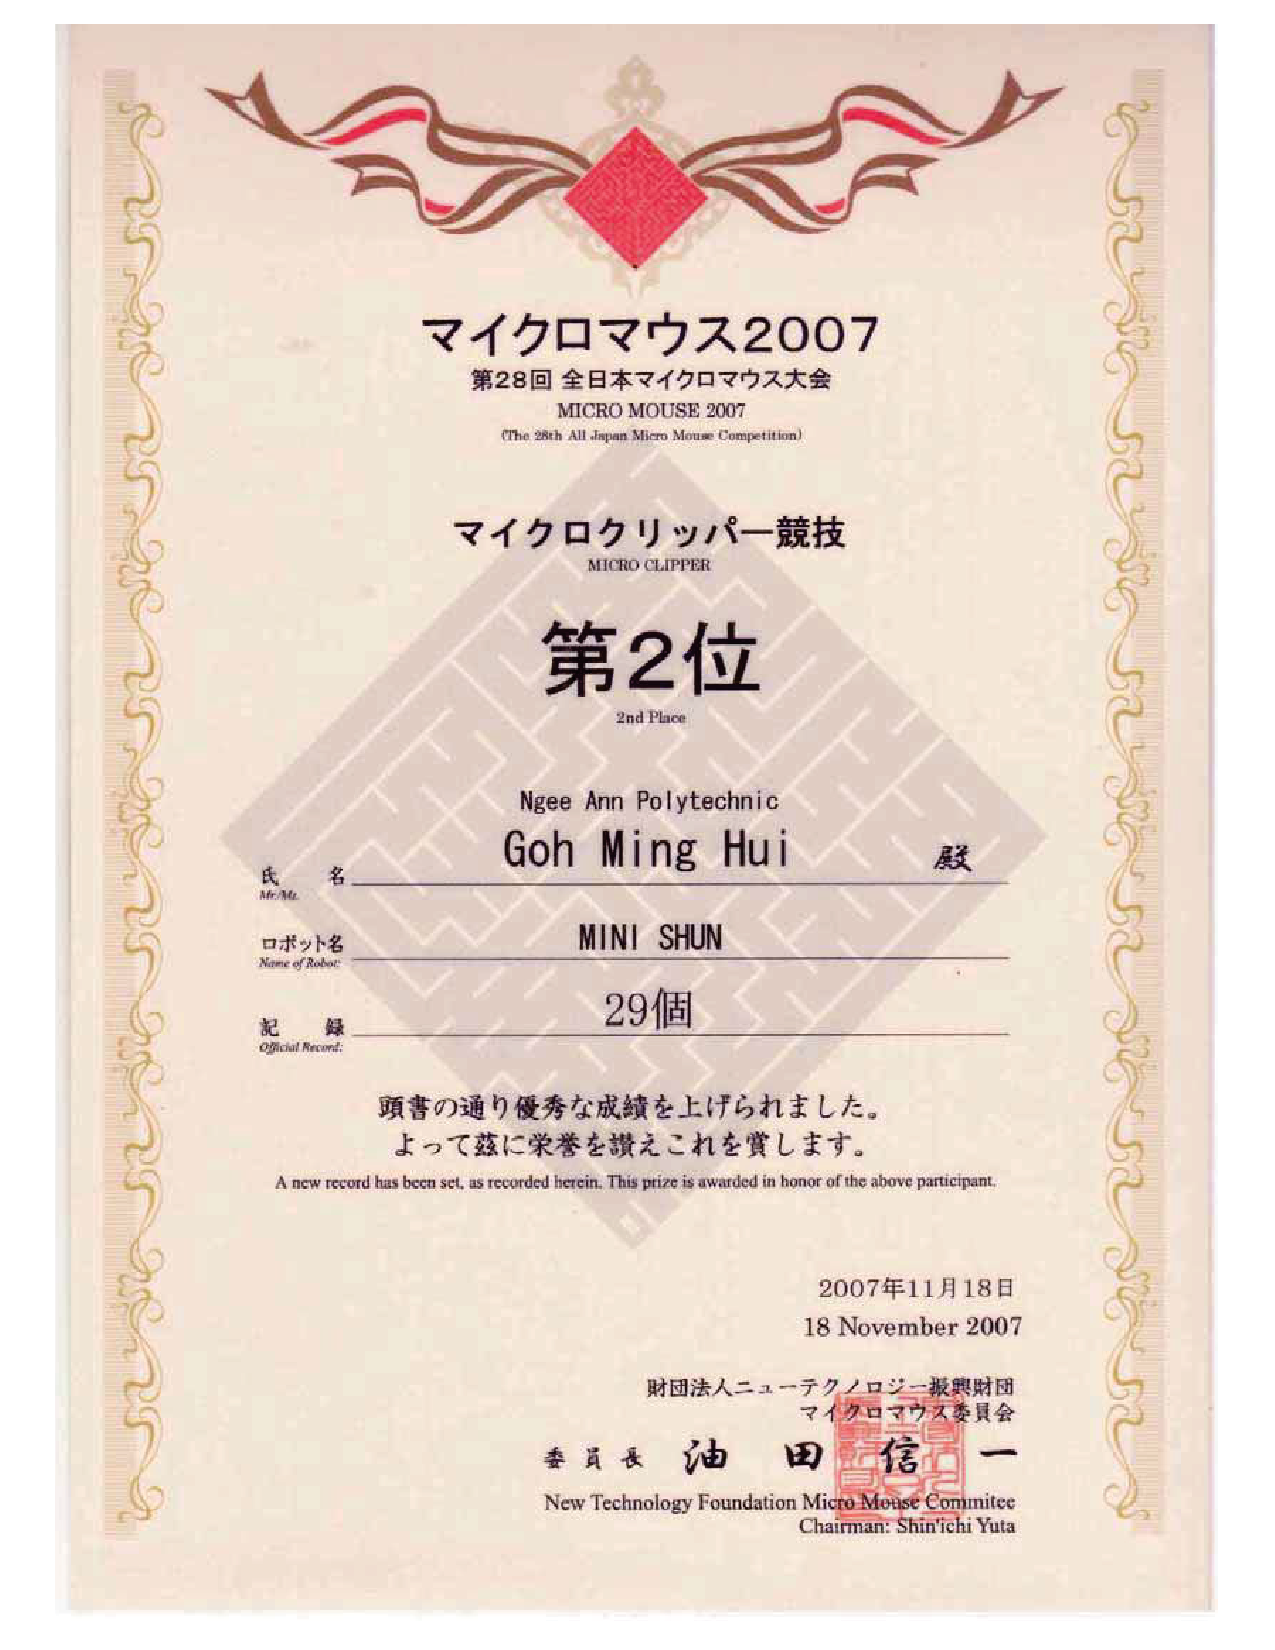 マイクロマウス2007
第28回 全日本マイクロマウス大会
MICRO MOUSE 2007
(The 28th All Japan Micro Mouse Competition)
マイクロクリッパー競技
MICRO CLIPPER
第2位
2nd Place
Ngee Ann Polytechnic
Goh Ming Hui 殿
氏 名
Mr./Ms.
ロボット名 MINI SHUN
Name of Robot:
記 録 29個
Official Record:
頭書の通り優秀な成績を上げられました。
よって茲に栄誉を讃えこれを賞します。
A new record has been set, as recorded herein. This prize is awarded in honor of the above participant.
2007年11月18日
18 November 2007
財団法人ニューテクノロジー振興財団
マイクロマウス委員会
委員長 油田信一
New Technology Foundation Micro Mouse Commitee
Chairman: Shin'ichi Yuta